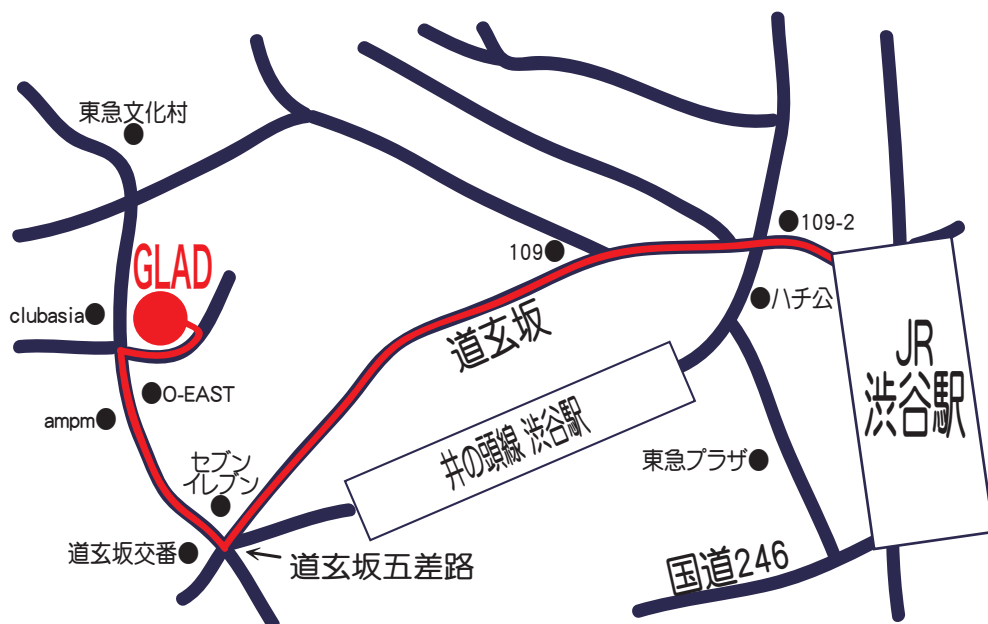 東急文化村
GLAD
clubasia
O-EAST
ampm
セブン
イレブン
道玄坂交番
道玄坂五差路
109
109-2
道玄坂
ハチ公
井の頭線 渋谷駅
JR
渋谷駅
東急プラザ
国道246